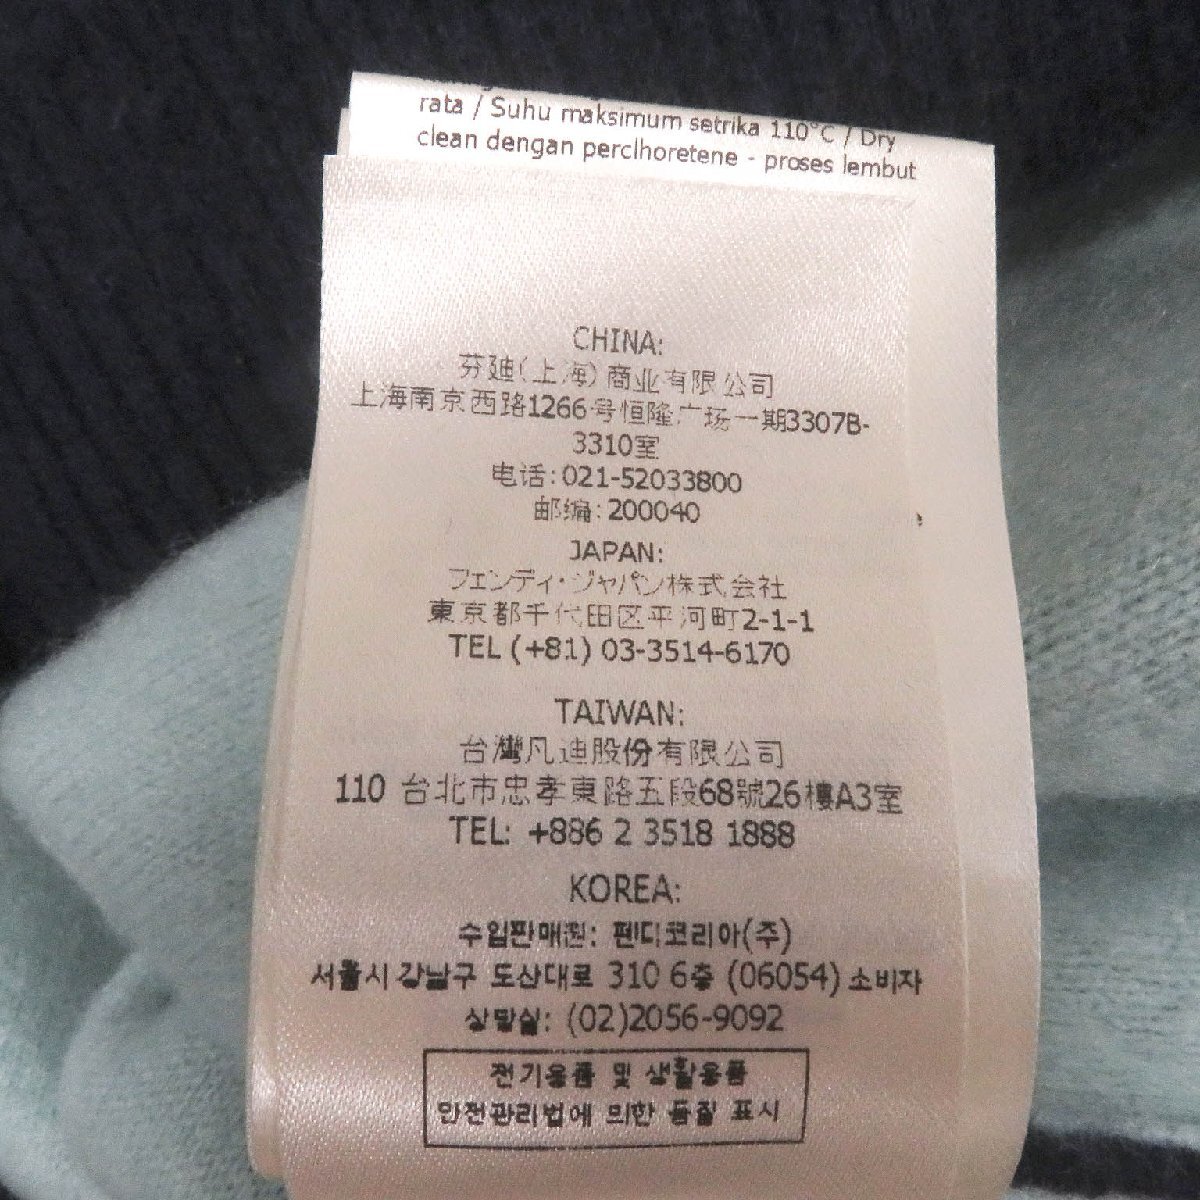 rata / Suhu maksimum setrika 110°C / Dry
clean dengan perclhoretene - proses lembut
CHINA:
芬迪(上海)商业有限公司
上海南京西路1266号恒隆广场一期3307B-
3310室
电话:021-52033800
邮编:200040
JAPAN:
フェンディ・ジャパン株式会社
東京都千代田区平河町2-1-1
TEL (+81) 03-3514-6170
TAIWAN:
台灣凡迪股份有限公司
110 台北市忠孝東路五段68號26樓A3室
TEL: +886 2 3518 1888
KOREA:
수입판매원: 펜디코리아(주)
서울시 강남구 도산대로 310 6층 (06054) 소비자
상담실: (02)2056-9092
전기용품 및 생활용품
안전관리법에 의한 품질 표시